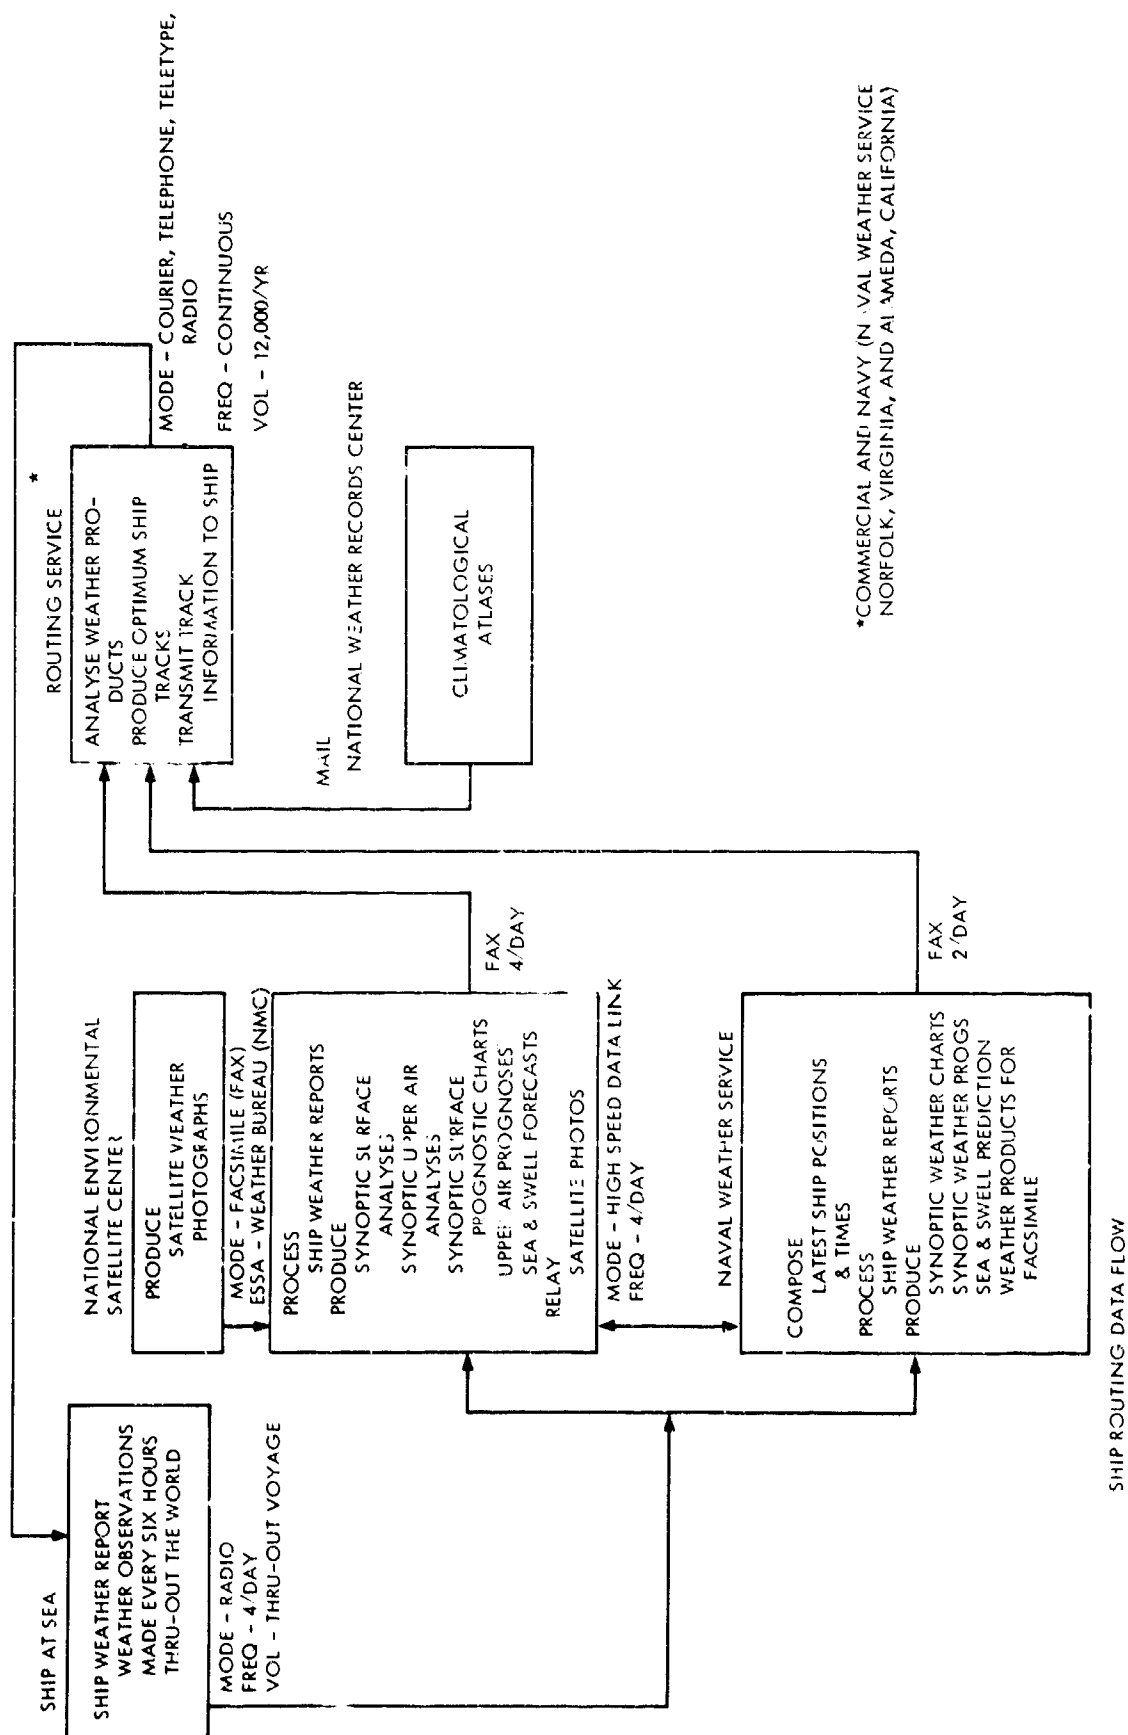 SHIP AT SEA
SHIP WEATHER REPORT
WEATHER OBSERVATIONS
MADE EVERY SIX HOURS
THRU-OUT THE WORLD
MODE - RADIO
FREQ - 4/DAY
VOL - THRU-OUT VOYAGE
NATIONAL ENVIRONMENTAL
SATELLITE CENTER
PRODUCE
SATELLITE WEATHER
PHOTOGRAPHS
MODE - FACSIMILE (FAX)
ESSA - WEATHER BUREAU (NMC)
PROCESS
SHIP WEATHER REPORTS
PRODUCE
SYNOPTIC SURFACE
ANALYSES
SYNOPTIC UPPER AIR
ANALYSES
SYNOPTIC SURFACE
PROGNOSTIC CHARTS
UPPER AIR PROGNOSES
SEA & SWELL FORECASTS
RELAY
SATELLITE PHOTOS
FAX
4/DAY
MODE - HIGH SPEED DATA LINK
FREQ - 4/DAY
NAVAL WEATHER SERVICE
COMPOSE
LATEST SHIP POSITIONS
& TIMES
PROCESS
SHIP WEATHER REPORTS
PRODUCE
SYNOPTIC WEATHER CHARTS
SYNOPTIC WEATHER PROGS
SEA & SWELL PREDICTION
WEATHER PRODUCTS FOR
FACSIMILE
FAX
2/DAY
ROUTING SERVICE *
ANALYSE WEATHER PRO-
DUCTS
PRODUCE OPTIMUM SHIP
TRACKS
TRANSMIT TRACK
INFORMATION TO SHIP
MODE - COURIER, TELEPHONE, TELETYPE,
RADIO
FREQ - CONTINUOUS
VOL - 12,000/YR
MAIL
NATIONAL WEATHER RECORDS CENTER
CLIMATOLOGICAL
ATLASES
*COMMERCIAL AND NAVY (NAVAL WEATHER SERVICE
NORFOLK, VIRGINIA, AND ALAMEDA, CALIFORNIA)
SHIP ROUTING DATA FLOW